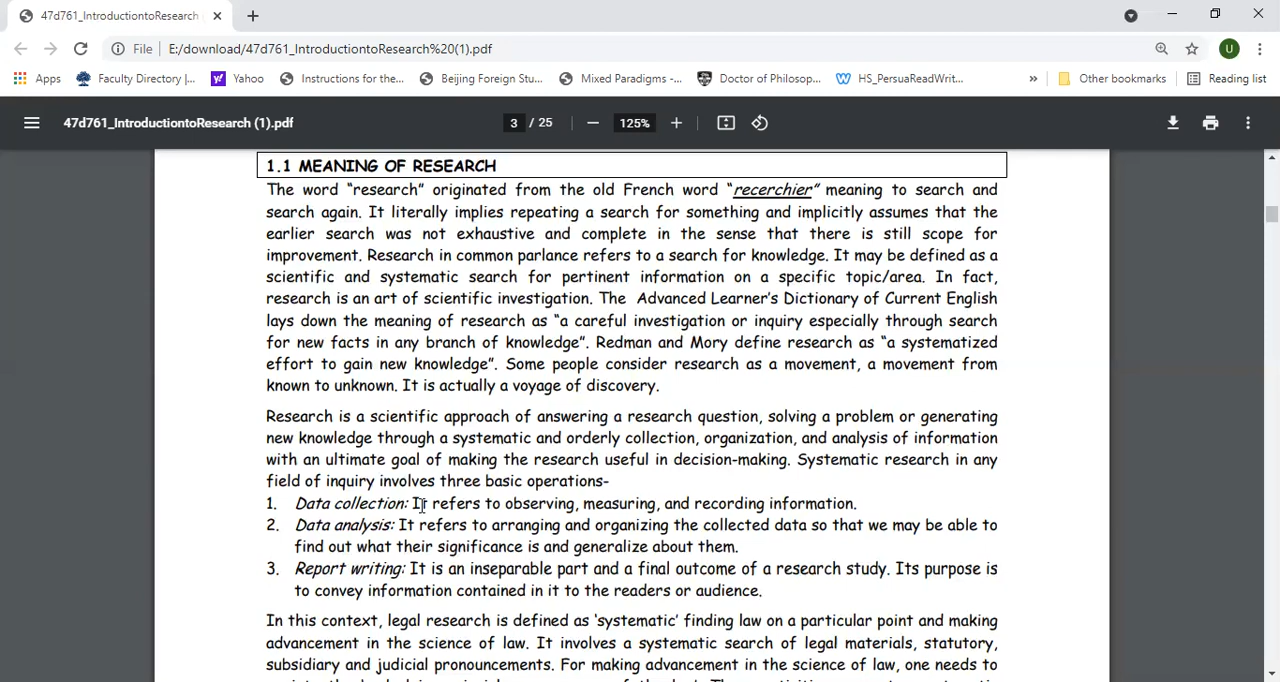 47d761_IntroductiontoResearch
File E:/download/47d761_IntroductiontoResearch%20(1).pdf
U
Apps Faculty Directory |... Yahoo Instructions for the... Beijing Foreign Stu... Mixed Paradigms -... Doctor of Philosop... HS_PersuaReadWrit... » Other bookmarks Reading list
47d761_IntroductiontoResearch (1).pdf 3 / 25 125%
1.1 MEANING OF RESEARCH
The word “research” originated from the old French word “recerchier” meaning to search and
search again. It literally implies repeating a search for something and implicitly assumes that the
earlier search was not exhaustive and complete in the sense that there is still scope for
improvement. Research in common parlance refers to a search for knowledge. It may be defined as a
scientific and systematic search for pertinent information on a specific topic/area. In fact,
research is an art of scientific investigation. The Advanced Learner’s Dictionary of Current English
lays down the meaning of research as “a careful investigation or inquiry especially through search
for new facts in any branch of knowledge”. Redman and Mory define research as “a systematized
effort to gain new knowledge”. Some people consider research as a movement, a movement from
known to unknown. It is actually a voyage of discovery.
Research is a scientific approach of answering a research question, solving a problem or generating
new knowledge through a systematic and orderly collection, organization, and analysis of information
with an ultimate goal of making the research useful in decision-making. Systematic research in any
field of inquiry involves three basic operations-
1. Data collection: It refers to observing, measuring, and recording information.
2. Data analysis: It refers to arranging and organizing the collected data so that we may be able to
find out what their significance is and generalize about them.
3. Report writing: It is an inseparable part and a final outcome of a research study. Its purpose is
to convey information contained in it to the readers or audience.
In this context, legal research is defined as ‘systematic’ finding law on a particular point and making
advancement in the science of law. It involves a systematic search of legal materials, statutory,
subsidiary and judicial pronouncements. For making advancement in the science of law, one needs to